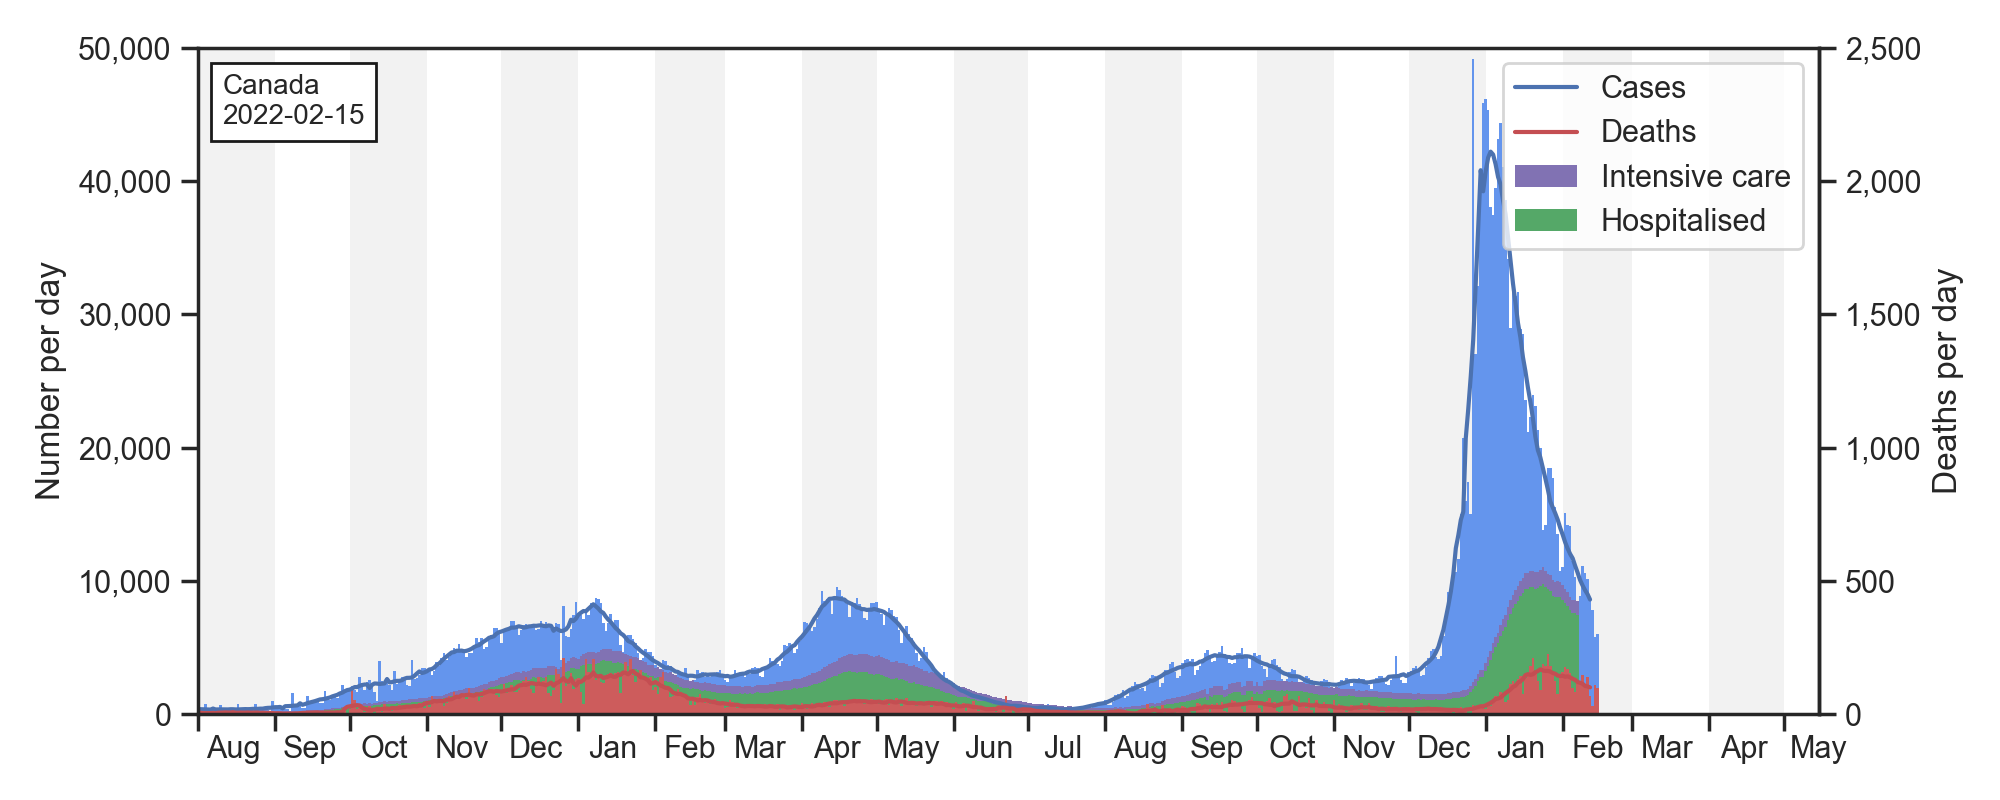 Canada
2022-02-15
Cases
Deaths
Intensive care
Hospitalised
Number per day
50,000
40,000
30,000
20,000
10,000
0
Deaths per day
2,500
2,000
1,500
1,000
500
0
Aug Sep Oct Nov Dec Jan Feb Mar Apr May Jun Jul Aug Sep Oct Nov Dec Jan Feb Mar Apr May